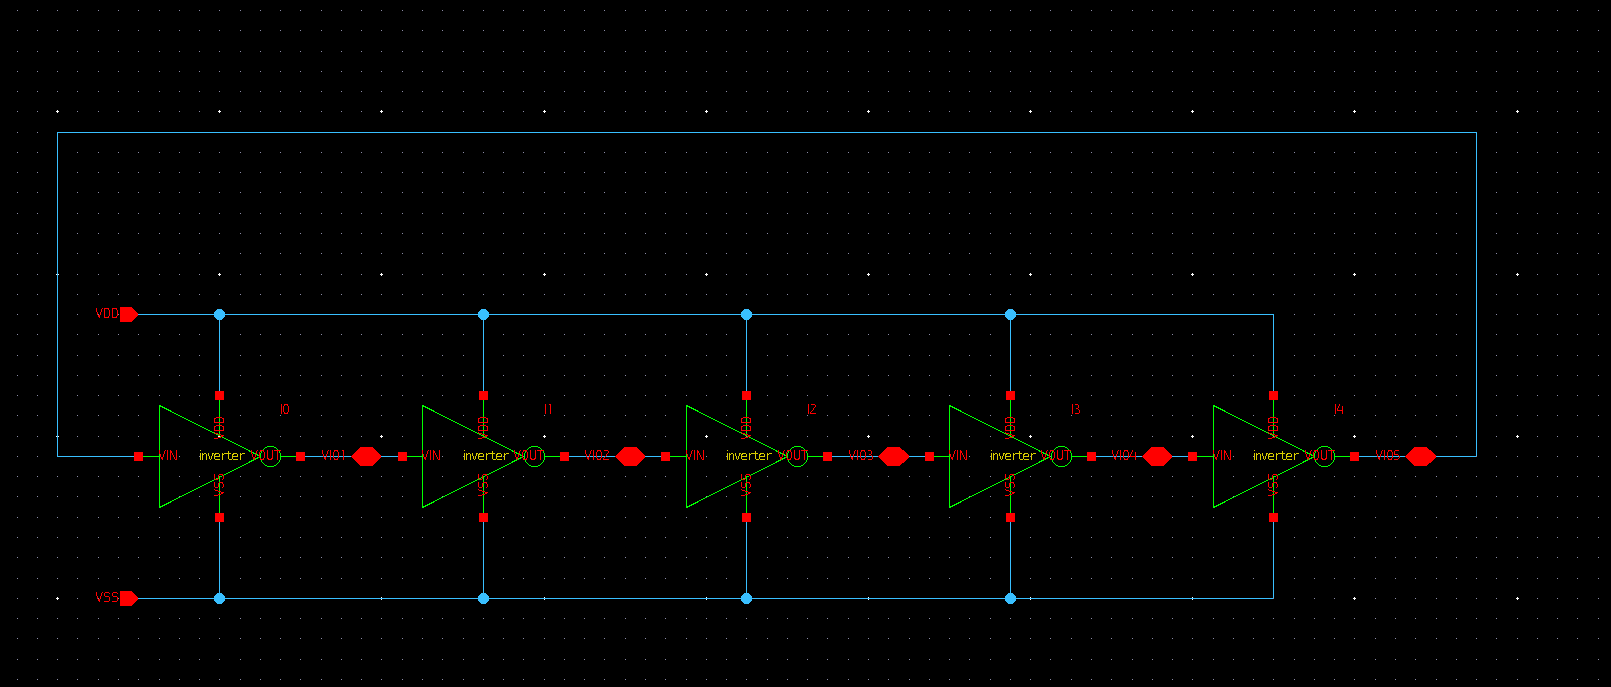 VDD
I0
I1
I2
I3
I4
VDD
VDD
VDD
VDD
VDD
VIN inverter VOUT VIO1 VIN inverter VOUT VIO2 VIN inverter VOUT VIO3 VIN inverter VOUT VIO4 VIN inverter VOUT VIO5
VSS
VSS
VSS
VSS
VSS
VSS